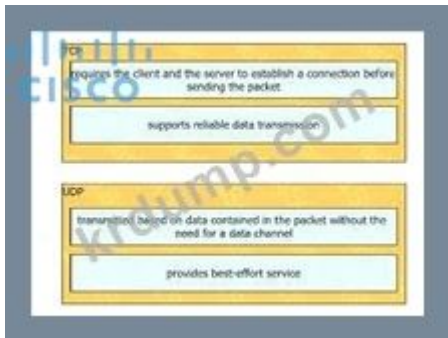 TCP
CISCO
requires the client and the server to establish a connection before
sending the packet
supports reliable data transmission
UDP
transmitted based on data contained in the packet without the
need for a data channel
provides best-effort service
krdump.com